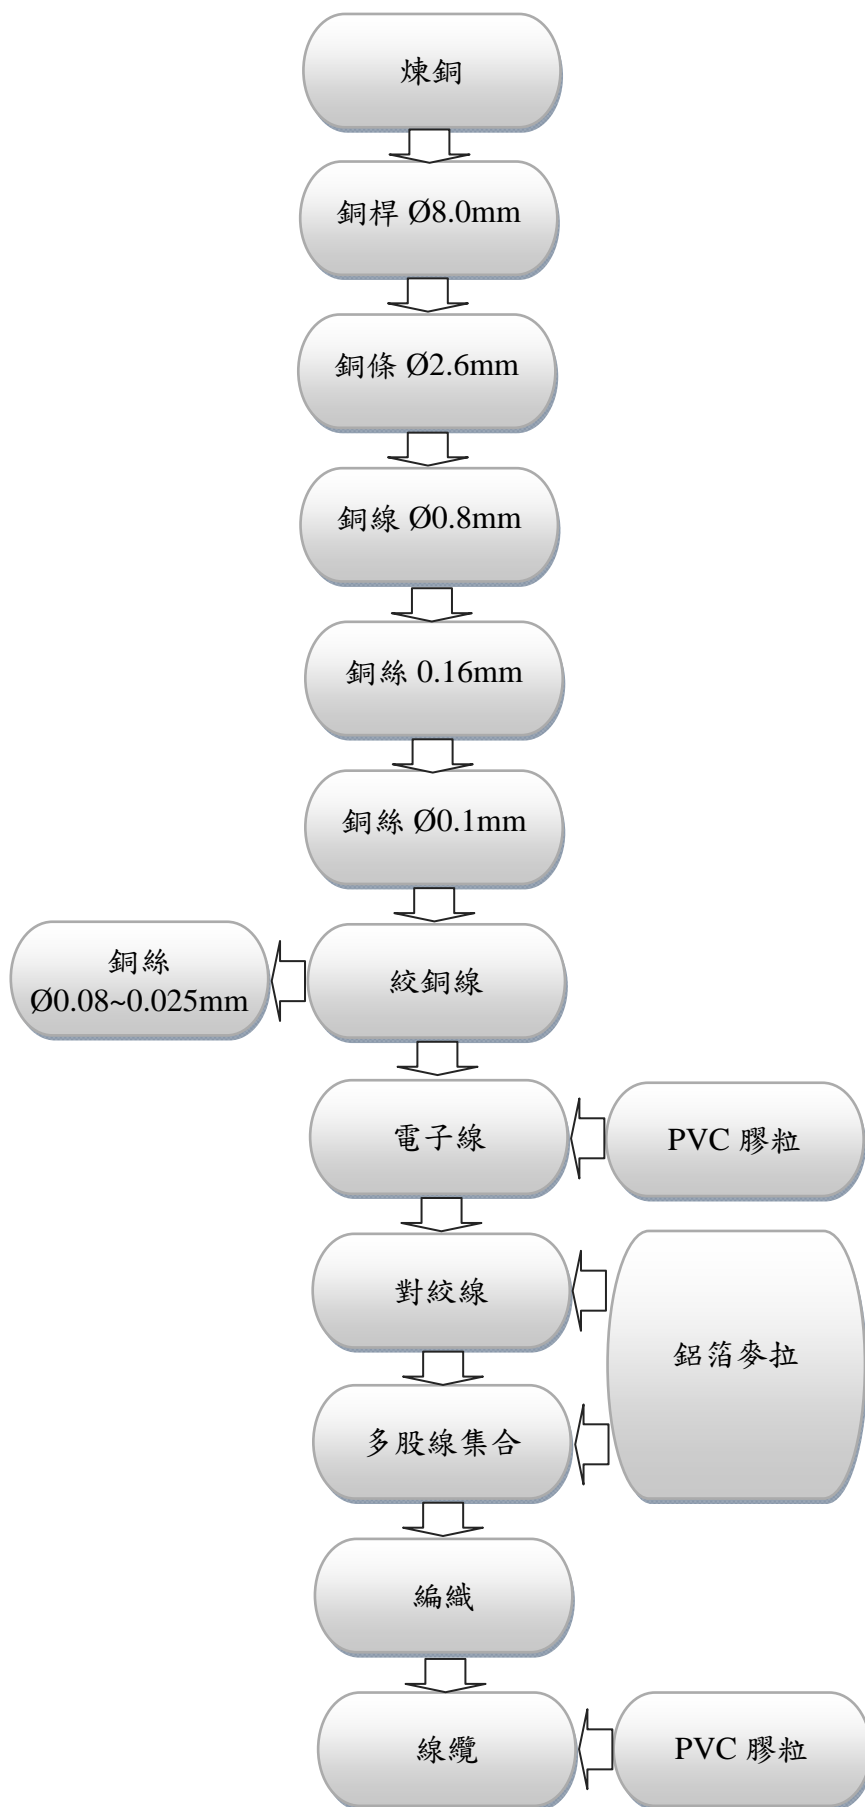 煉銅
銅桿 Ø8.0mm
銅條 Ø2.6mm
銅線 Ø0.8mm
銅絲 0.16mm
銅絲 Ø0.1mm
銅絲
Ø0.08~0.025mm
絞銅線
電子線
PVC 膠粒
對絞線
鋁箔麥拉
多股線集合
編織
線纜
PVC 膠粒